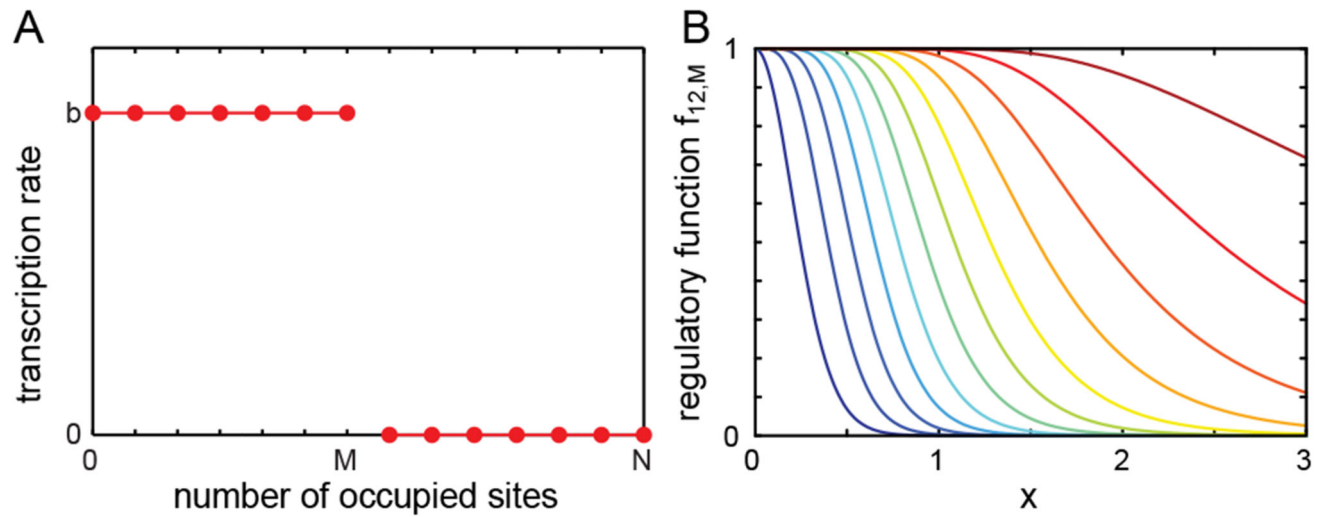 A
b
0
0
M
N
transcription rate
number of occupied sites
B
1
0
0
1
2
3
regulatory function f12,M
x